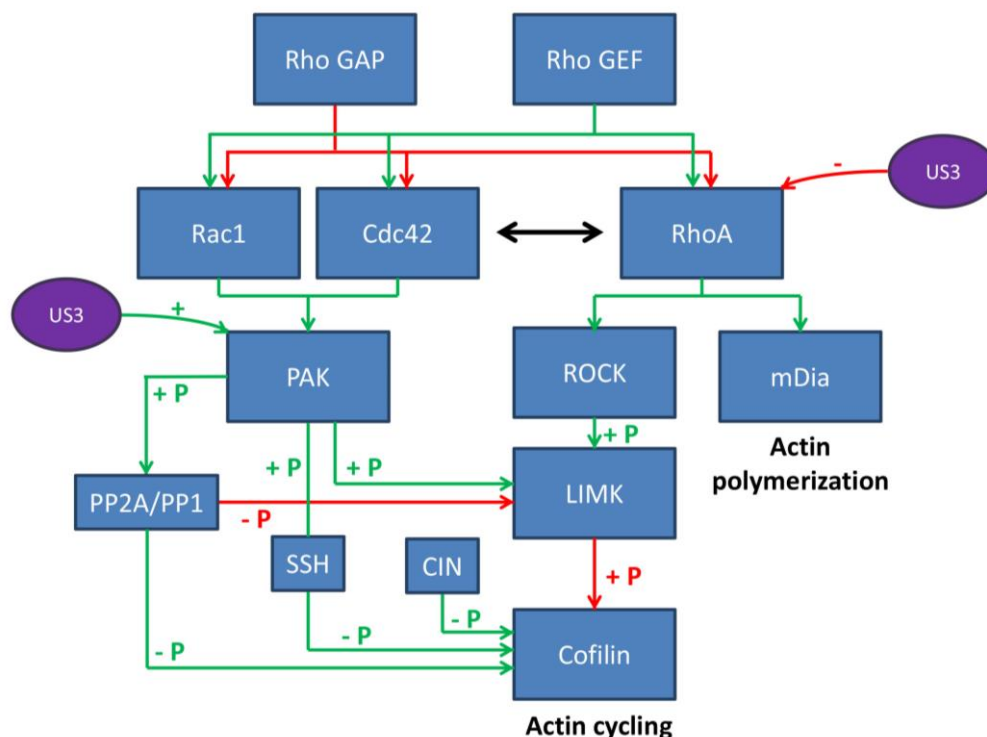 Rho GAP
Rho GEF
US3
-
Rac1
Cdc42
RhoA
US3
+
PAK
ROCK
mDia
+ P
+ P
+ P
+ P
Actin
polymerization
PP2A/PP1
- P
LIMK
SSH
CIN
+ P
- P
- P
- P
Cofilin
Actin cycling